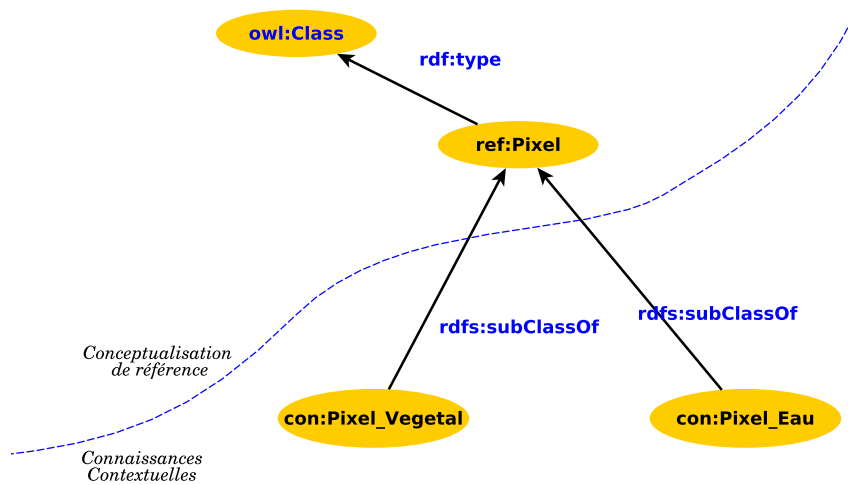 owl:Class
rdf:type
ref:Pixel
rdfs:subClassOf
rdfs:subClassOf
Conceptualisation
de référence
con:Pixel_Vegetal
con:Pixel_Eau
Connaissances
Contextuelles